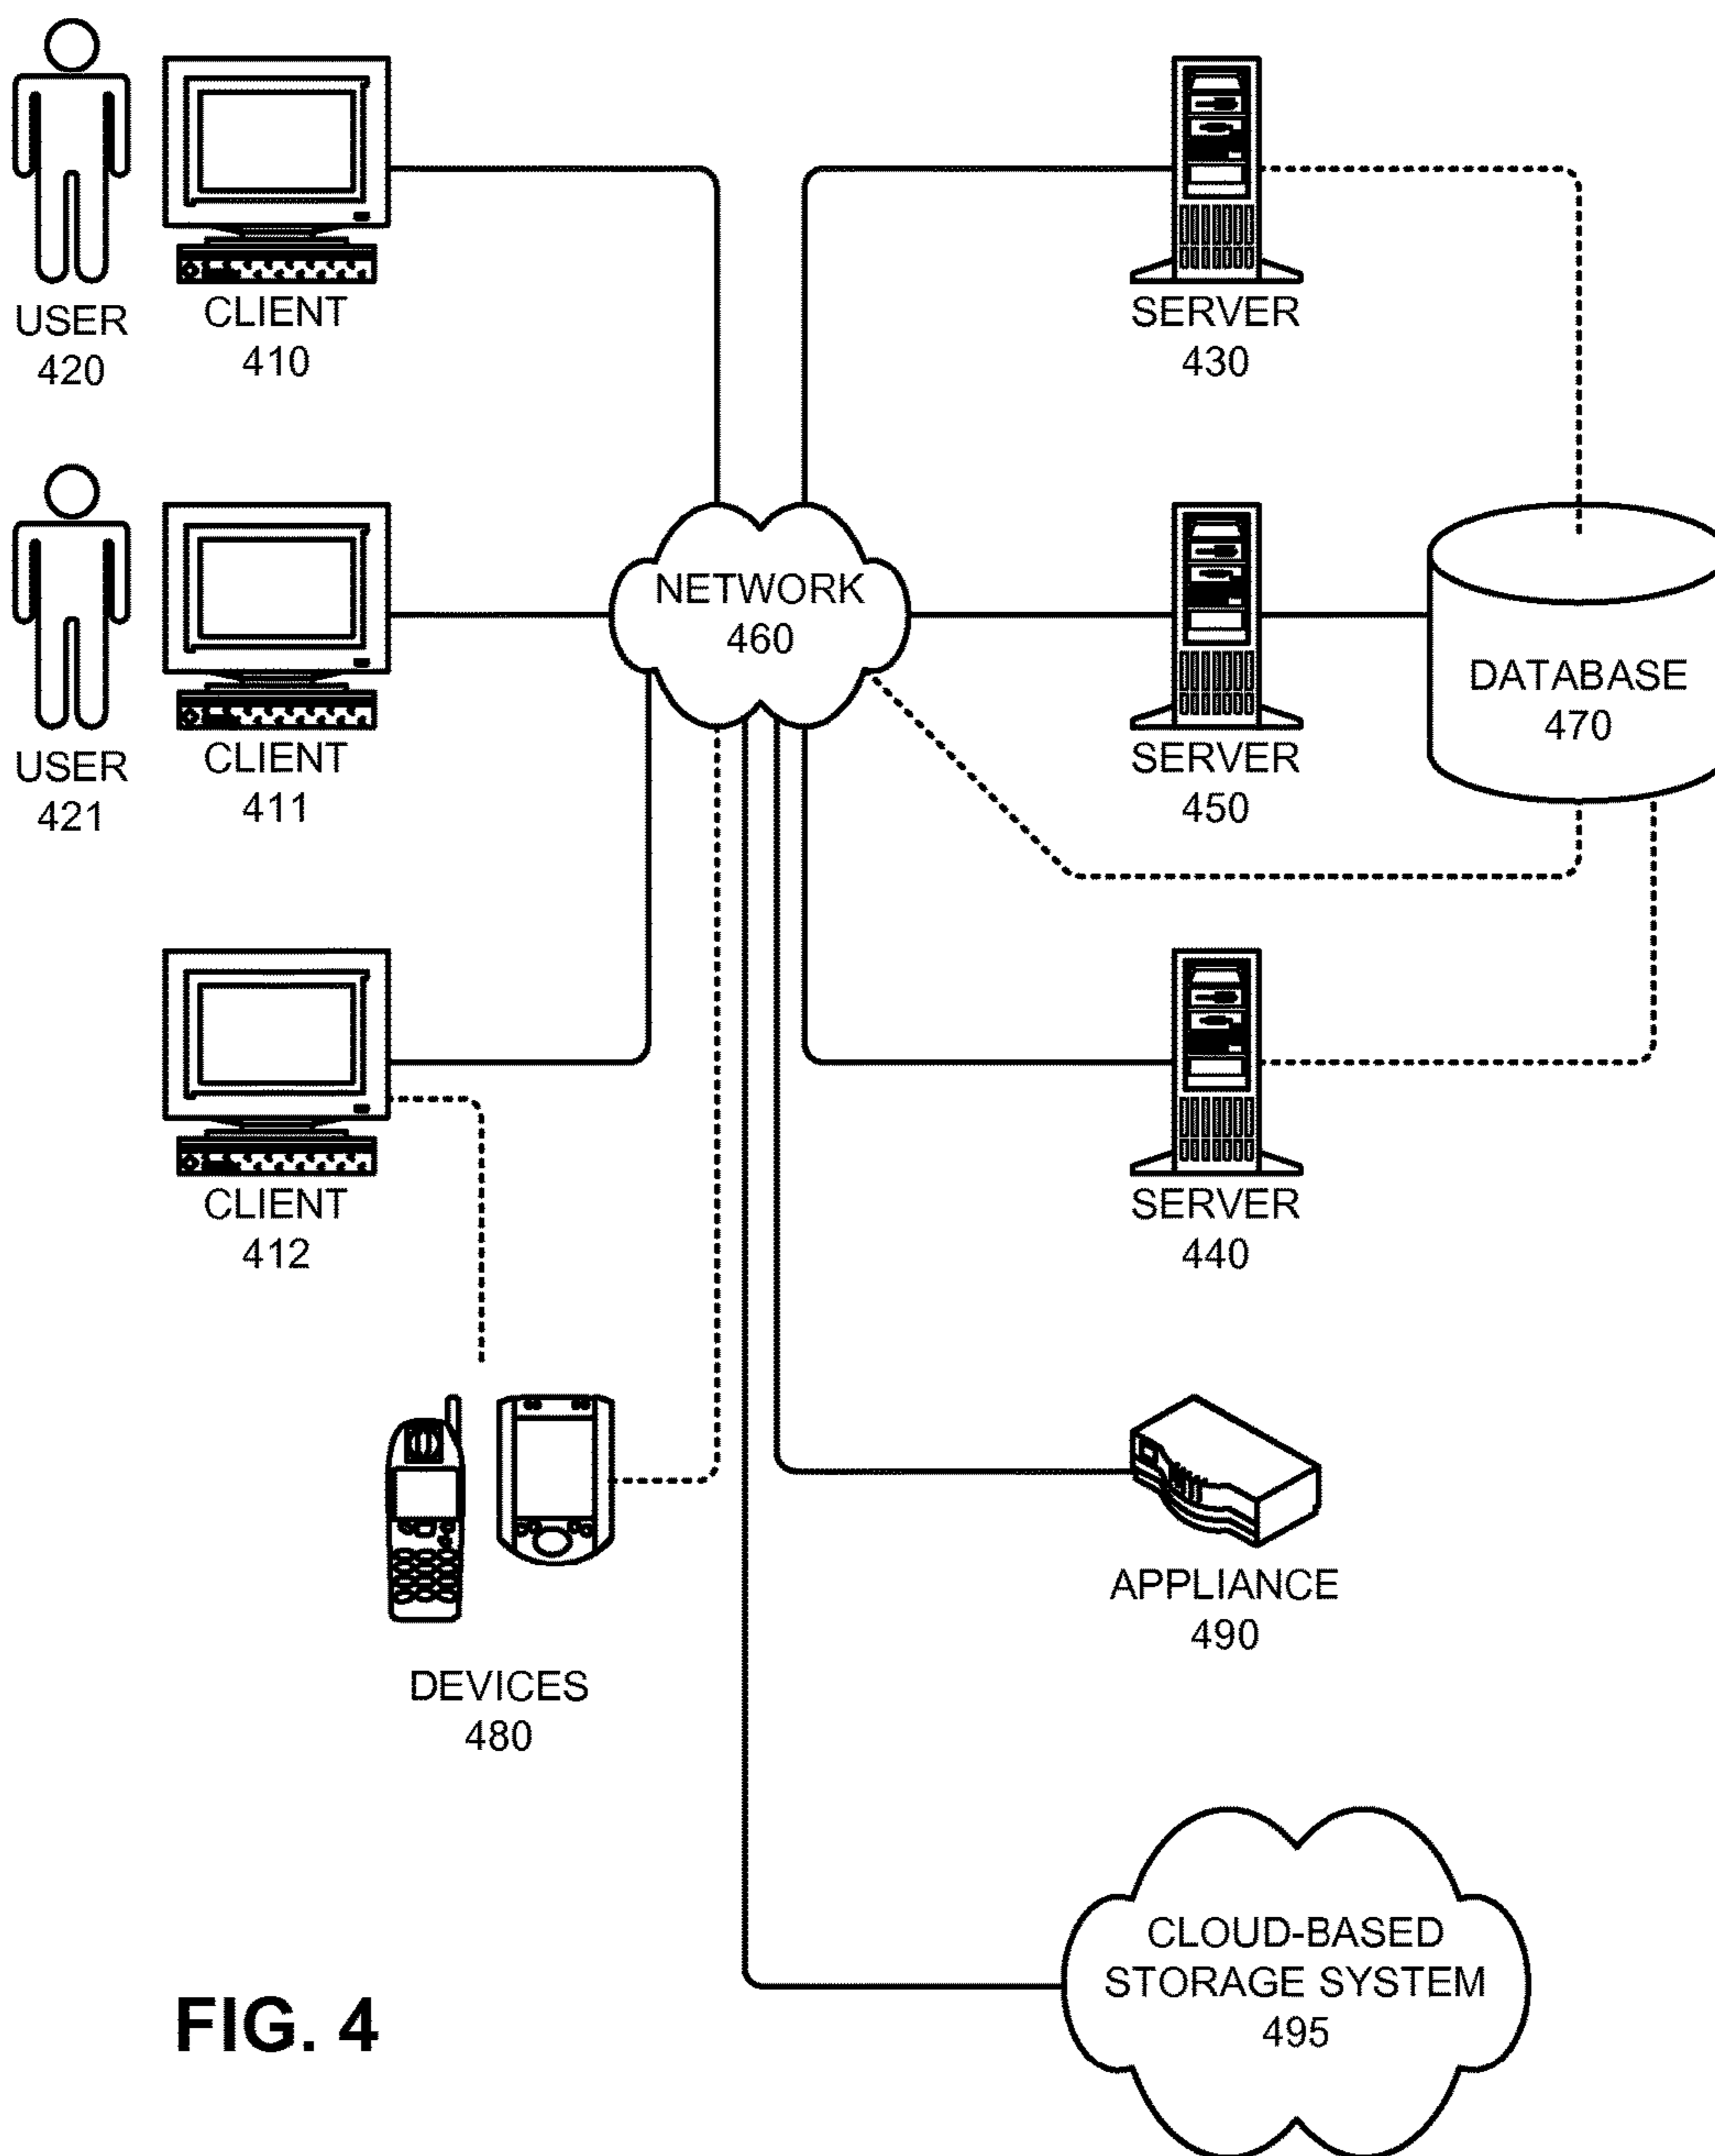 USER
420
CLIENT
410
SERVER
430
USER
421
CLIENT
411
NETWORK
460
SERVER
450
DATABASE
470
CLIENT
412
SERVER
440
DEVICES
480
APPLIANCE
490
CLOUD-BASED
STORAGE SYSTEM
495
FIG. 4